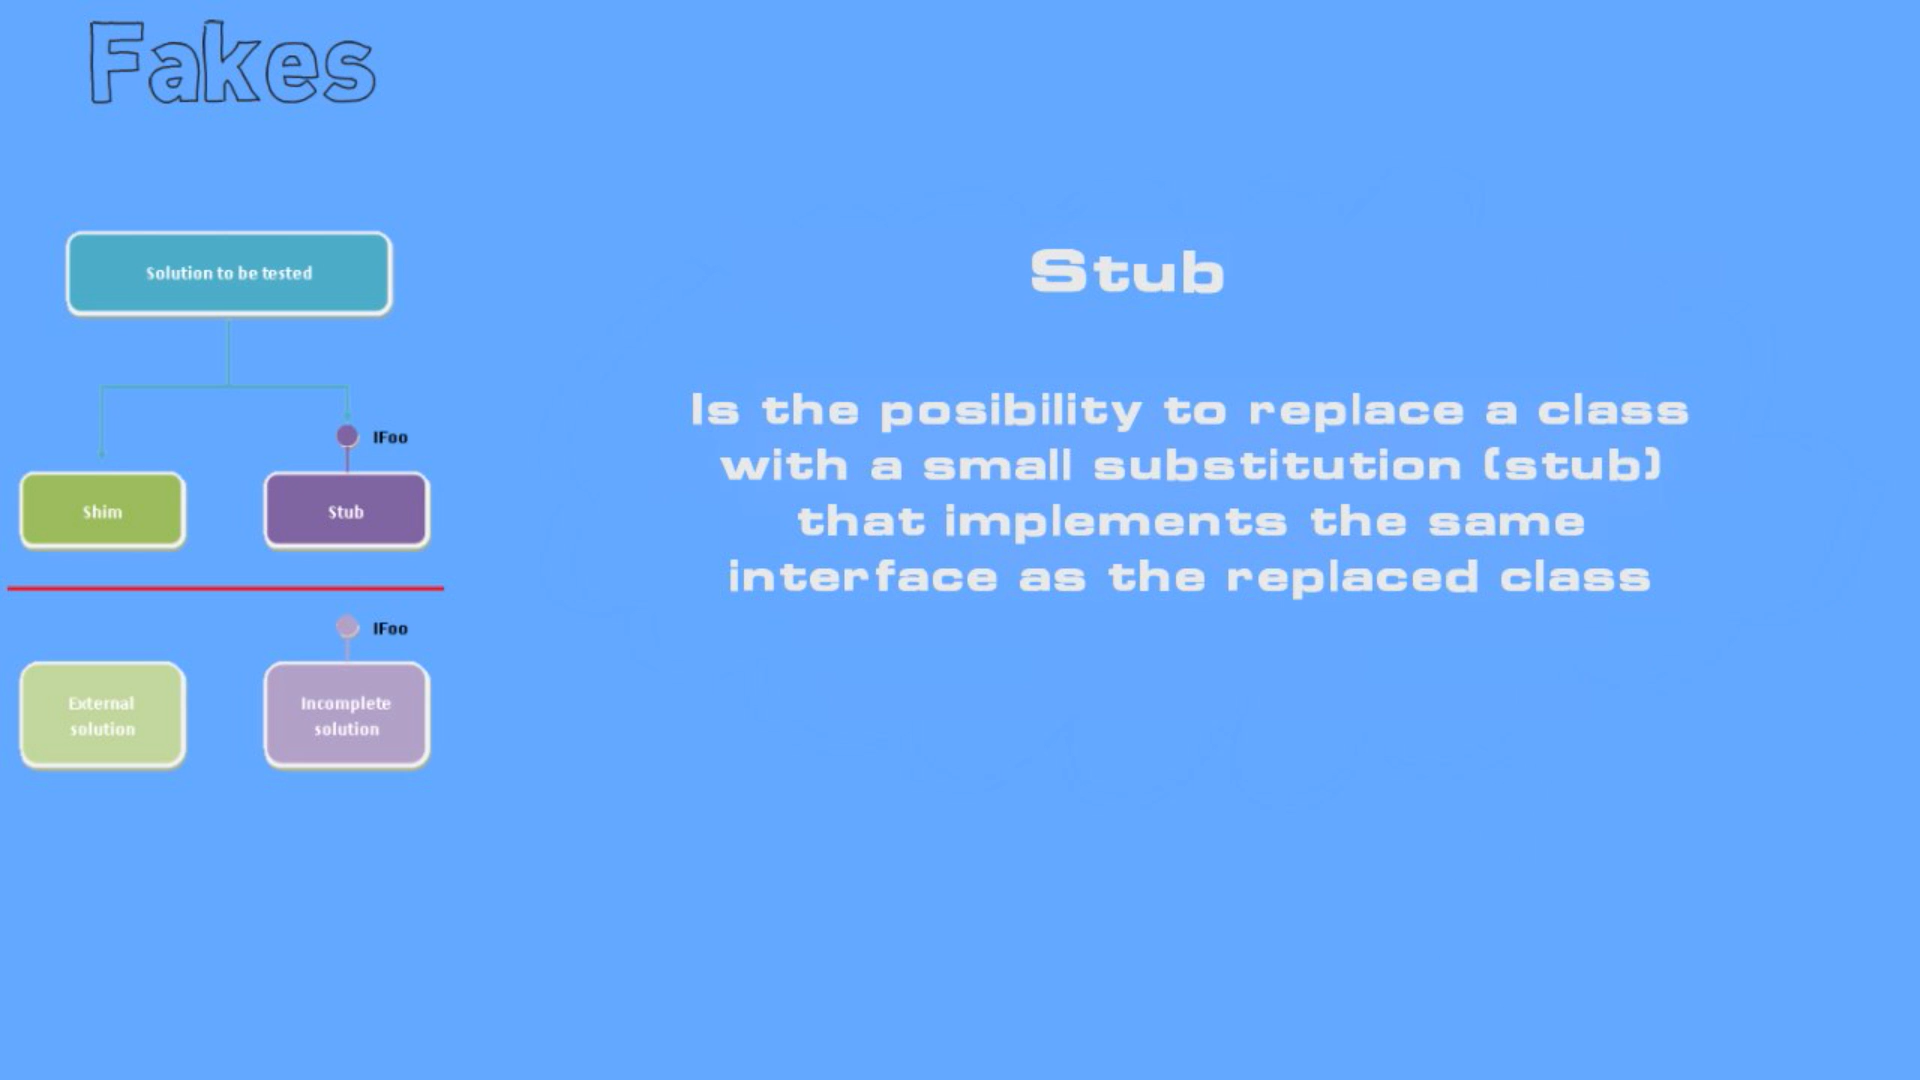 Fakes
Solution to be tested
IFoo
Shim
Stub
IFoo
External
solution
Incomplete
solution
Stub
Is the posibility to replace a class
with a small substitution (stub)
that implements the same
interface as the replaced class